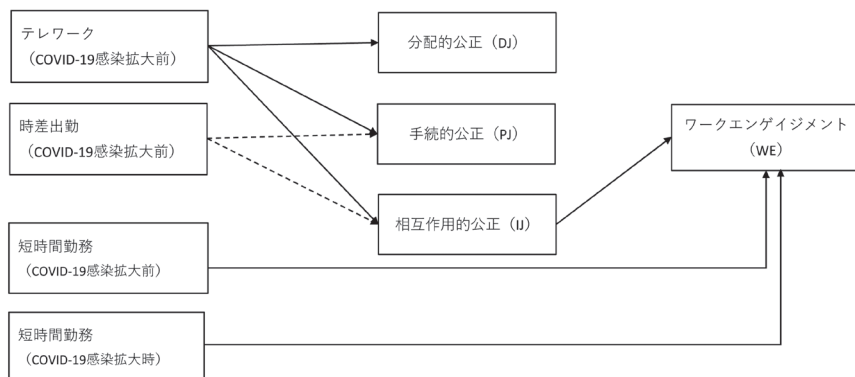 テレワーク
（COVID-19感染拡大前）
分配的公正（DJ）
時差出勤
（COVID-19感染拡大前）
手続的公正（PJ）
ワークエンゲイジメント
（WE）
相互作用的公正（IJ）
短時間勤務
（COVID-19感染拡大前）
短時間勤務
（COVID-19感染拡大時）